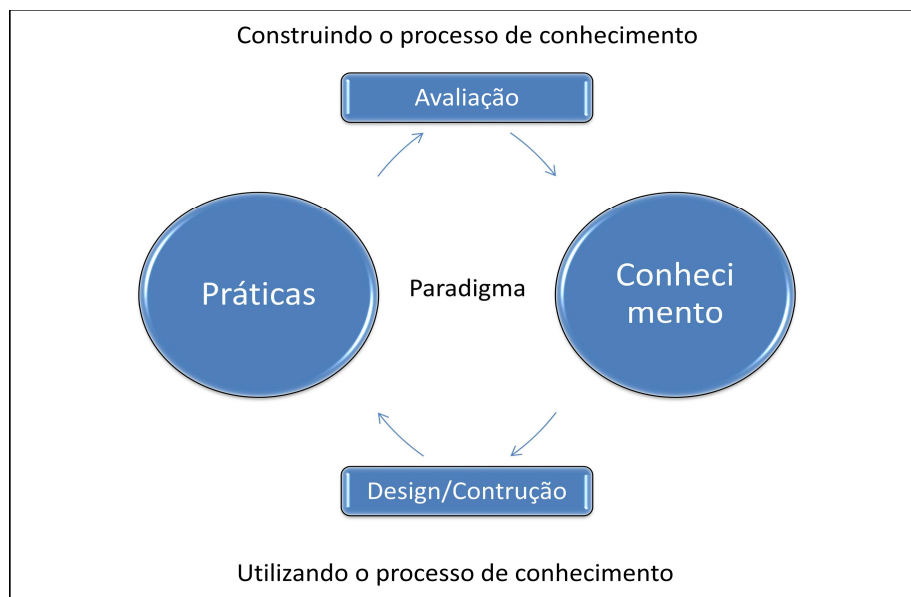 Construindo o processo de conhecimento
Avaliação
Práticas
Paradigma
Conheci
mento
Design/Contrução
Utilizando o processo de conhecimento